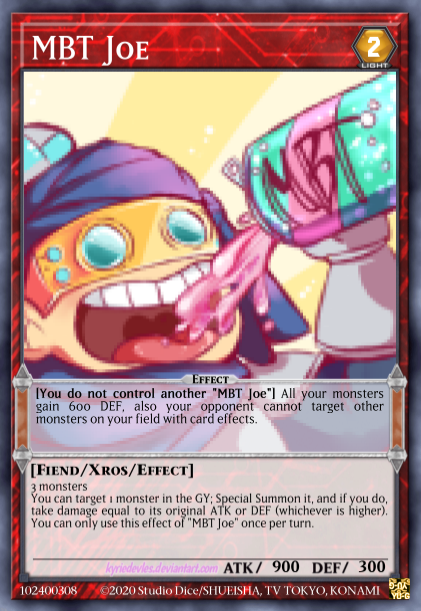 MBT Joe
2
LIGHT
MBT
Effect
[You do not control another "MBT Joe"] All your monsters
gain 600 DEF, also your opponent cannot target other
monsters on your field with card effects.
[Fiend/Xros/Effect]
3 monsters
You can target 1 monster in the GY; Special Summon it, and if you do,
take damage equal to its original ATK or DEF (whichever is higher).
You can only use this effect of "MBT Joe" once per turn.
kyriedevles.deviantart.com ATK/ 900 DEF/ 300
102400308 ©2020 Studio Dice/SHUEISHA, TV TOKYO, KONAMI